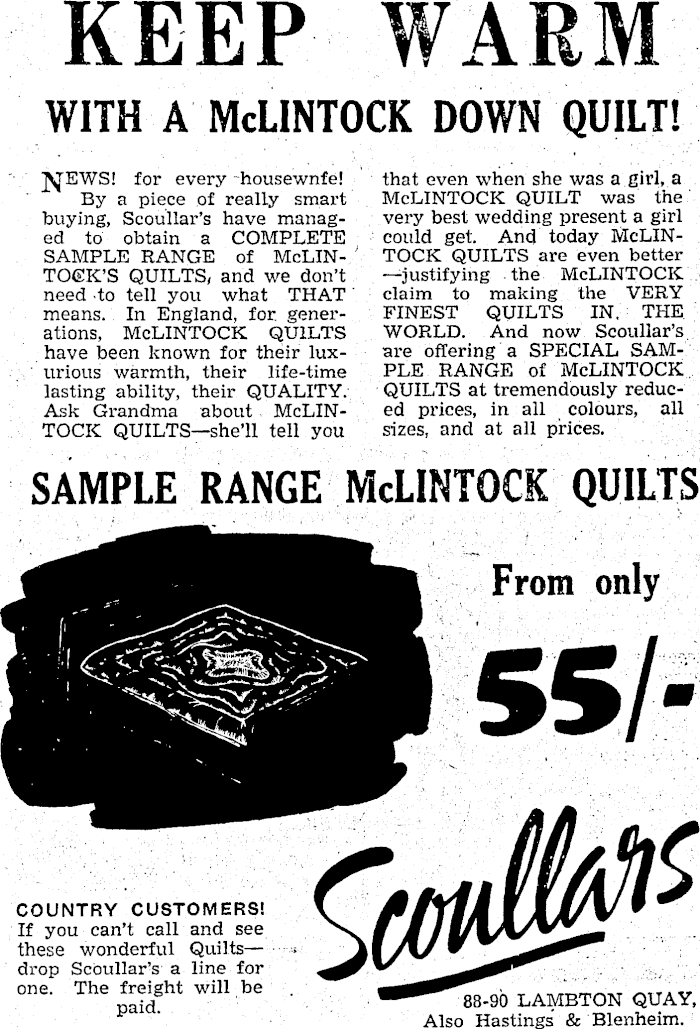 KEEP WARM
WITH A McLINTOCK DOWN QUILT!
NEWS! for every housewnfe!
By a piece of really smart
buying, Scoullar's have manag-
ed to obtain a COMPLETE
SAMPLE RANGE of McLIN-
TOCK'S QUILTS, and we don't
need to tell you what THAT
means. In England, for gener-
ations, McLINTOCK QUILTS
have been known for their lux-
urious warmth, their life-time
lasting ability, their QUALITY.
Ask Grandma about McLIN-
TOCK QUILTS—she'll tell you
that even when she was a girl, a
McLINTOCK QUILT was the
very best wedding present a girl
could get. And today McLIN-
TOCK QUILTS are even better
—justifying the McLINTOCK
claim to making the VERY
FINEST QUILTS IN THE
WORLD. And now Scoullar's
are offering a SPECIAL SAM-
PLE RANGE of McLINTOCK
QUILTS at tremendously reduc-
ed prices, in all colours, all
sizes, and at all prices.
SAMPLE RANGE McLINTOCK QUILTS
From only
55/-
Scoullars
COUNTRY CUSTOMERS!
If you can't call and see
these wonderful Quilts—
drop Scoullar's a line for
one. The freight will be
paid.
88-90 LAMBTON QUAY,
Also Hastings & Blenheim.